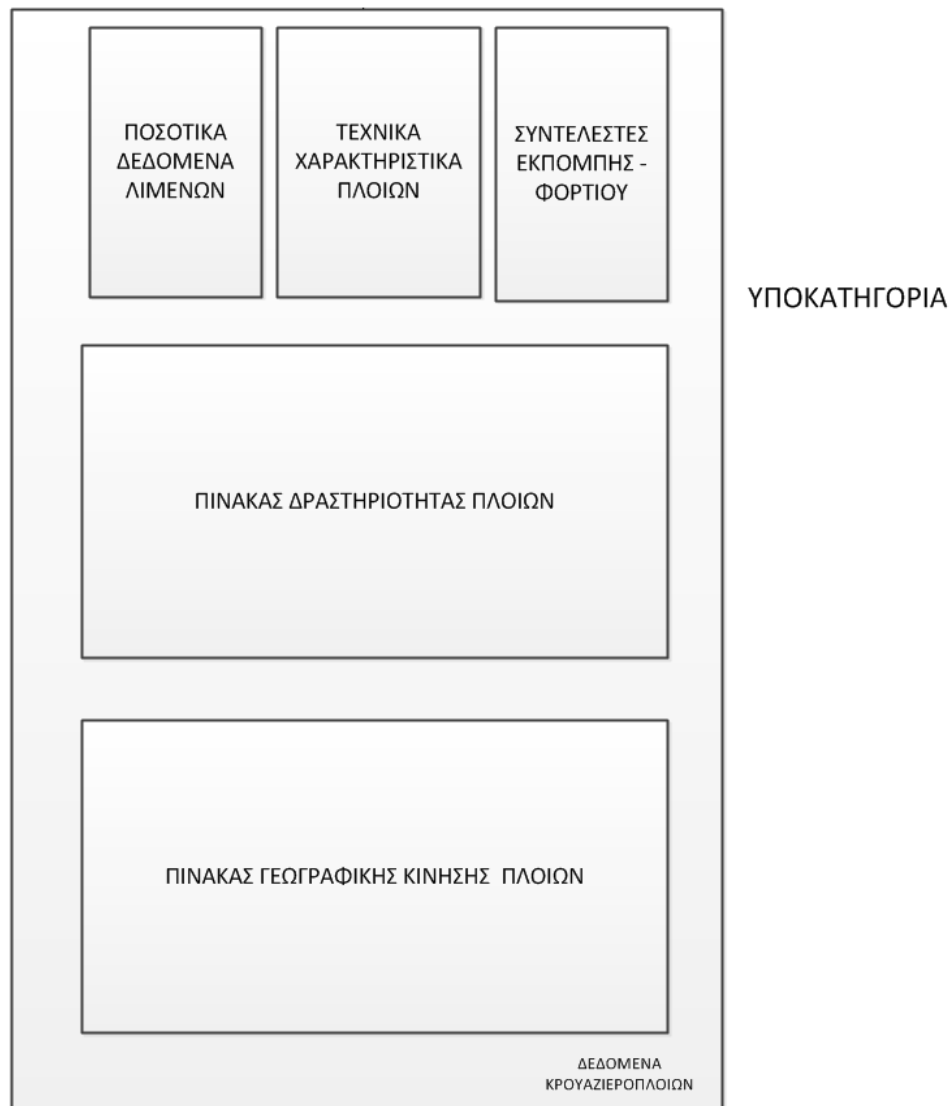 ΠΟΣΟΤΙΚΑ
ΔΕΔΟΜΕΝΑ
ΛΙΜΕΝΩΝ
ΤΕΧΝΙΚΑ
ΧΑΡΑΚΤΗΡΙΣΤΙΚΑ
ΠΛΟΙΩΝ
ΣΥΝΤΕΛΕΣΤΕΣ
ΕΚΠΟΜΠΗΣ -
ΦΟΡΤΙΟΥ
ΥΠΟΚΑΤΗΓΟΡΙΑ
ΠΙΝΑΚΑΣ ΔΡΑΣΤΗΡΙΟΤΗΤΑΣ ΠΛΟΙΩΝ
ΠΙΝΑΚΑΣ ΓΕΩΓΡΑΦΙΚΗΣ ΚΙΝΗΣΗΣ ΠΛΟΙΩΝ
ΔΕΔΟΜΕΝΑ
ΚΡΟΥΑΖΙΕΡΟΠΛΟΙΩΝ